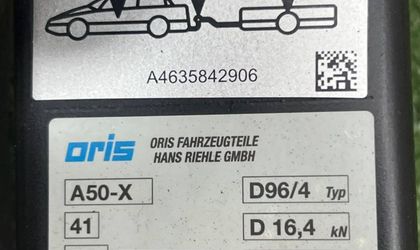 A4635842906
oris ORIS FAHRZEUGTEILE
HANS RIEHLE GMBH
A50-X D96/4 Typ
41 D 16,4 kN